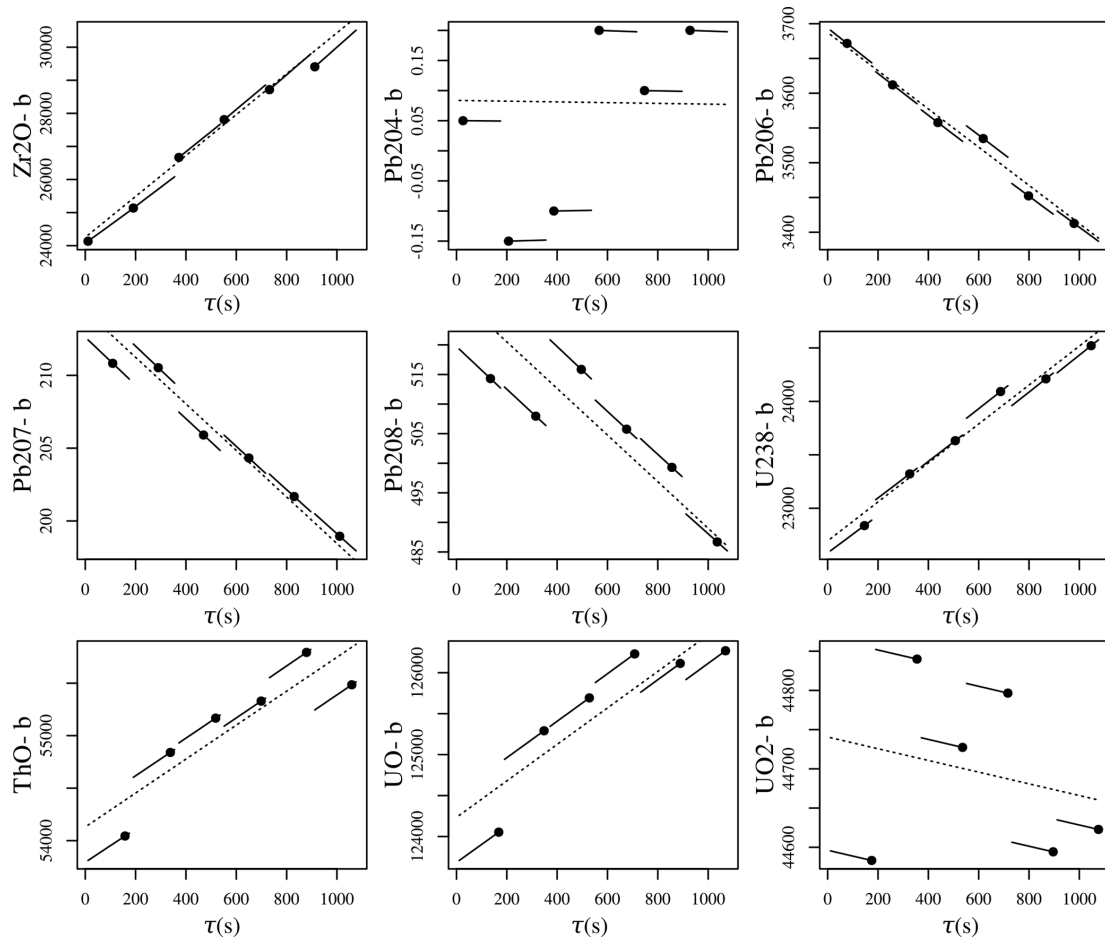 Zr2O- b
24000 26000 28000 30000
0 200 400 600 800 1000
τ(s)
Pb204- b
-0.15 -0.05 0.05 0.15
0 200 400 600 800 1000
τ(s)
Pb206- b
3400 3500 3600 3700
0 200 400 600 800 1000
τ(s)
Pb207- b
200 205 210
0 200 400 600 800 1000
τ(s)
Pb208- b
485 495 505 515
0 200 400 600 800 1000
τ(s)
U238- b
23000 24000
0 200 400 600 800 1000
τ(s)
ThO- b
54000 55000
0 200 400 600 800 1000
τ(s)
UO- b
124000 125000 126000
0 200 400 600 800 1000
τ(s)
UO2- b
44600 44700 44800
0 200 400 600 800 1000
τ(s)